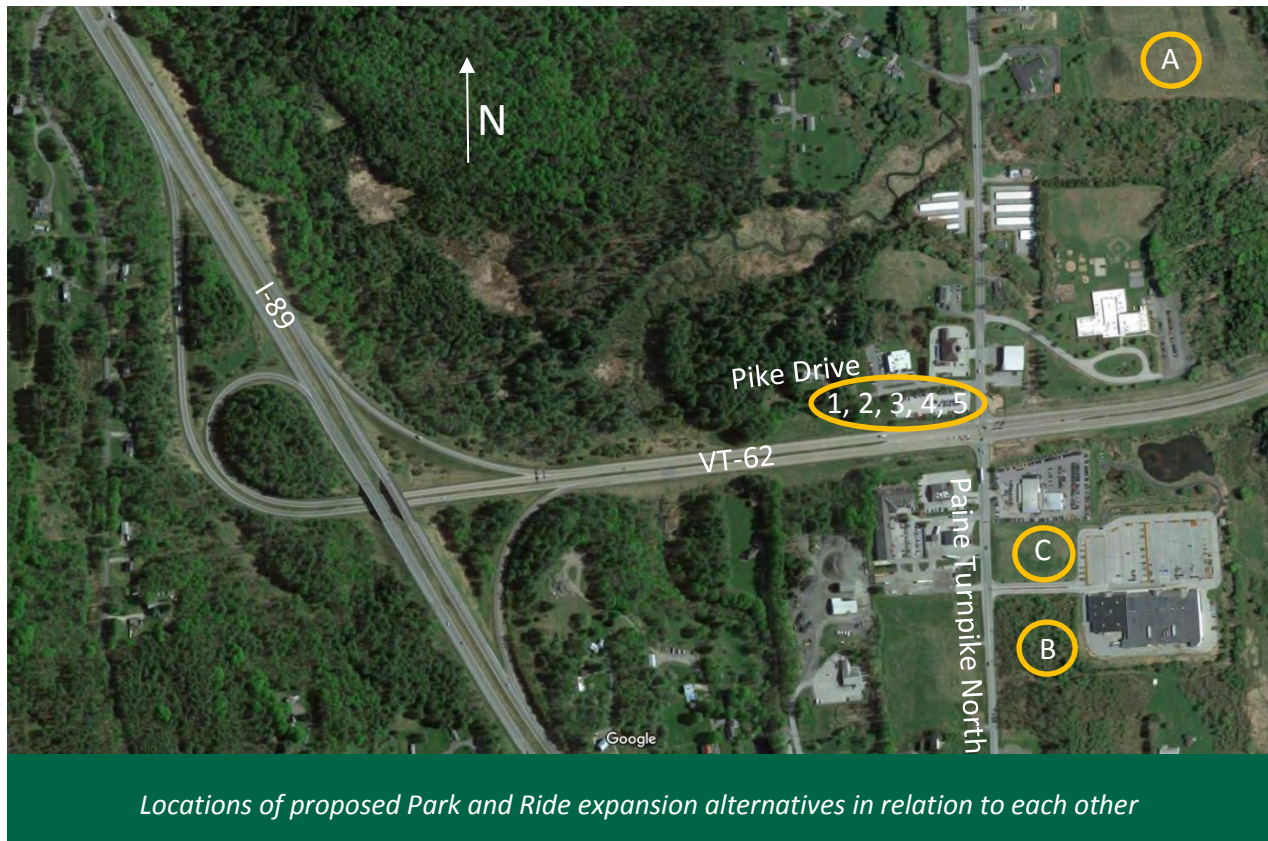 A
N
I-89
Pike Drive
1, 2, 3, 4, 5
VT-62
Paine Turnpike North
C
B
Google
Locations of proposed Park and Ride expansion alternatives in relation to each other